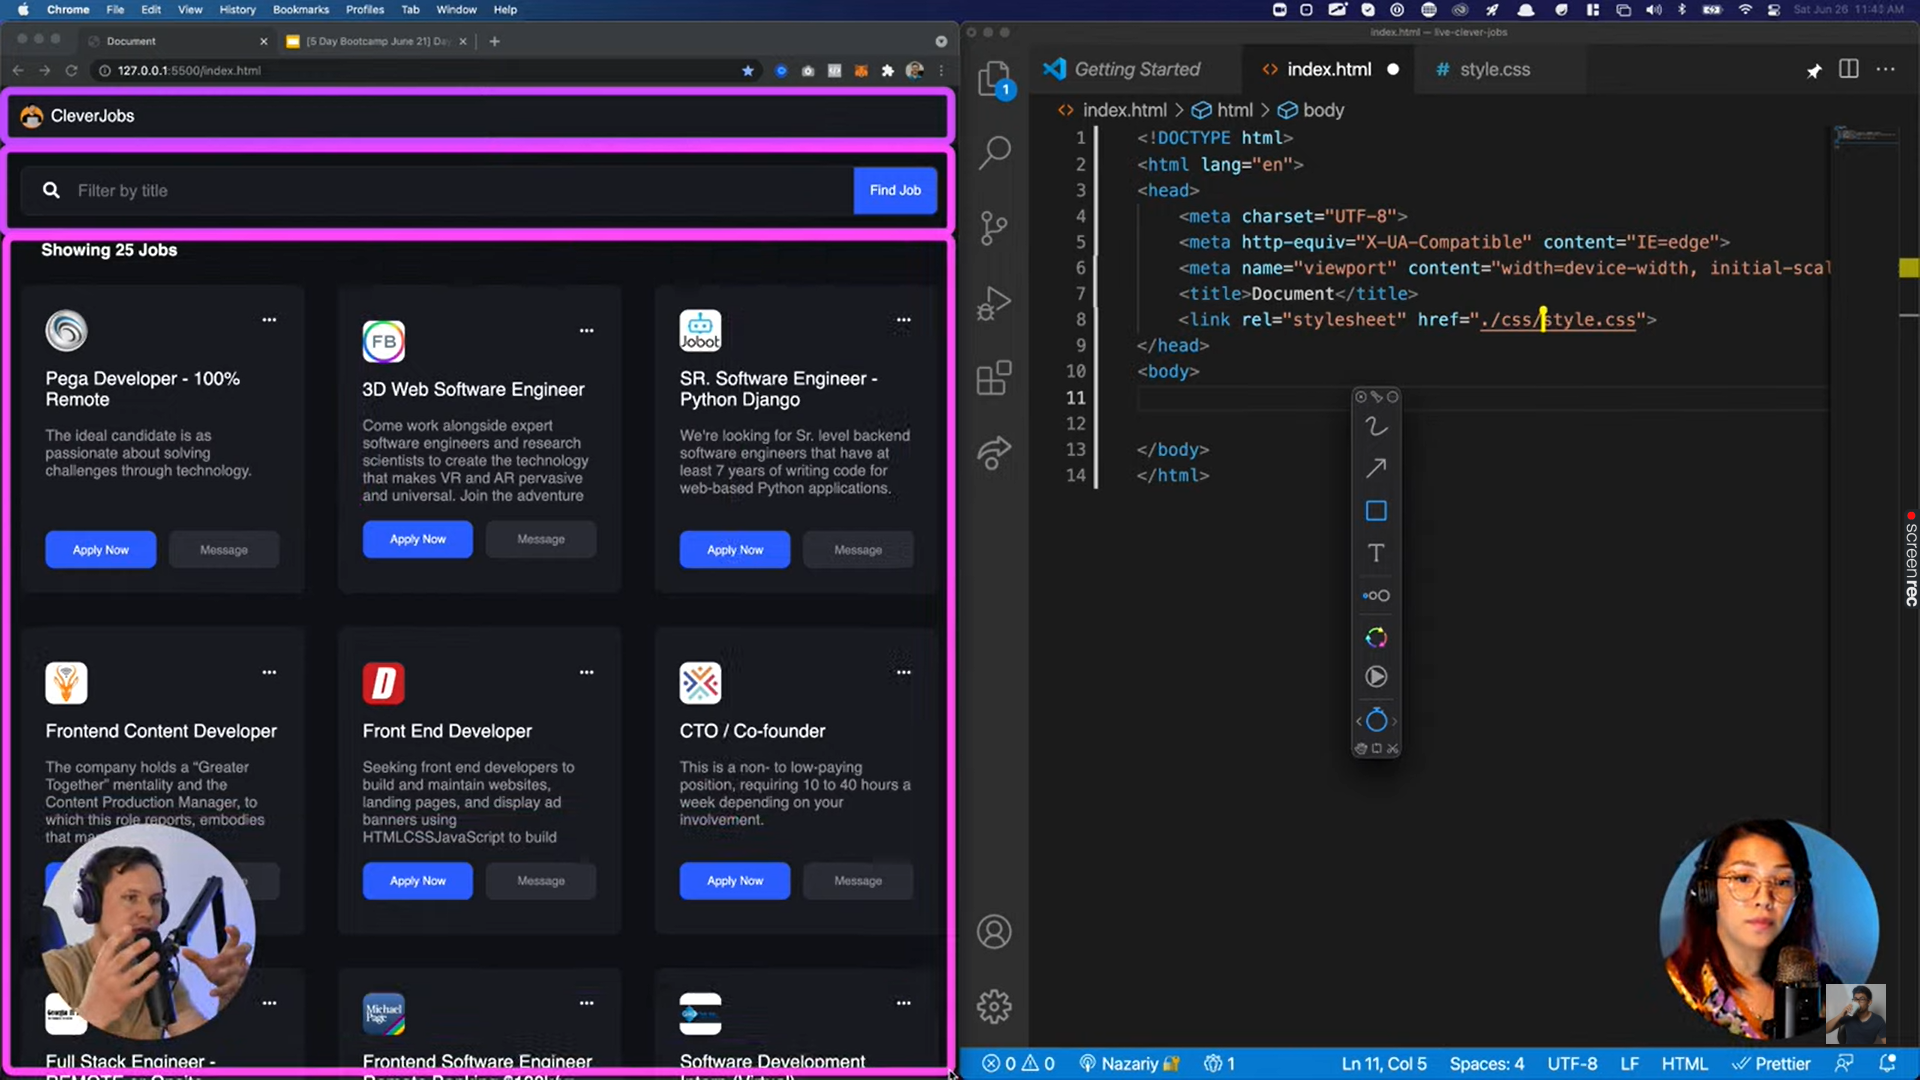 Chrome File Edit View History Bookmarks Profiles Tab Window Help
Sat Jun 26 11:43 AM
Document
[5 Day Bootcamp June 21] Da
127.0.0.1:5500/index.html
CleverJobs
Filter by title
Find Job
Showing 25 Jobs
Pega Developer - 100%
Remote
The ideal candidate is as
passionate about solving
challenges through technology.
Apply Now
Message
FB
3D Web Software Engineer
Come work alongside expert
software engineers and research
scientists to create the technology
that makes VR and AR pervasive
and universal. Join the adventure
Apply Now
Message
Jobot
SR. Software Engineer -
Python Django
We're looking for Sr. level backend
software engineers that have at
least 7 years of writing code for
web-based Python applications.
Apply Now
Message
Frontend Content Developer
The company holds a “Greater
Together” mentality and the
Content Production Manager, to
which this role reports, embodies
that
D
Front End Developer
Seeking front end developers to
build and maintain websites,
landing pages, and display ad
banners using
HTMLCSSJavaScript to build
Apply Now
Message
CTO / Co-founder
This is a non- to low-paying
position, requiring 10 to 40 hours a
week depending on your
involvement.
Apply Now
Message
Full Stack Engineer -
Michael
Page
Frontend Software Engineer
Software Development
index.html — live-clever-jobs
Getting Started
index.html
style.css
index.html > html > body
1 <!DOCTYPE html>
2 <html lang="en">
3 <head>
4 <meta charset="UTF-8">
5 <meta http-equiv="X-UA-Compatible" content="IE=edge">
6 <meta name="viewport" content="width=device-width, initial-scal
7 <title>Document</title>
8 <link rel="stylesheet" href="./css/style.css">
9 </head>
10 <body>
11
12
13 </body>
14 </html>
1
T
screenrec
0 0
Nazariy
1
Ln 11, Col 5
Spaces: 4
UTF-8
LF
HTML
Prettier